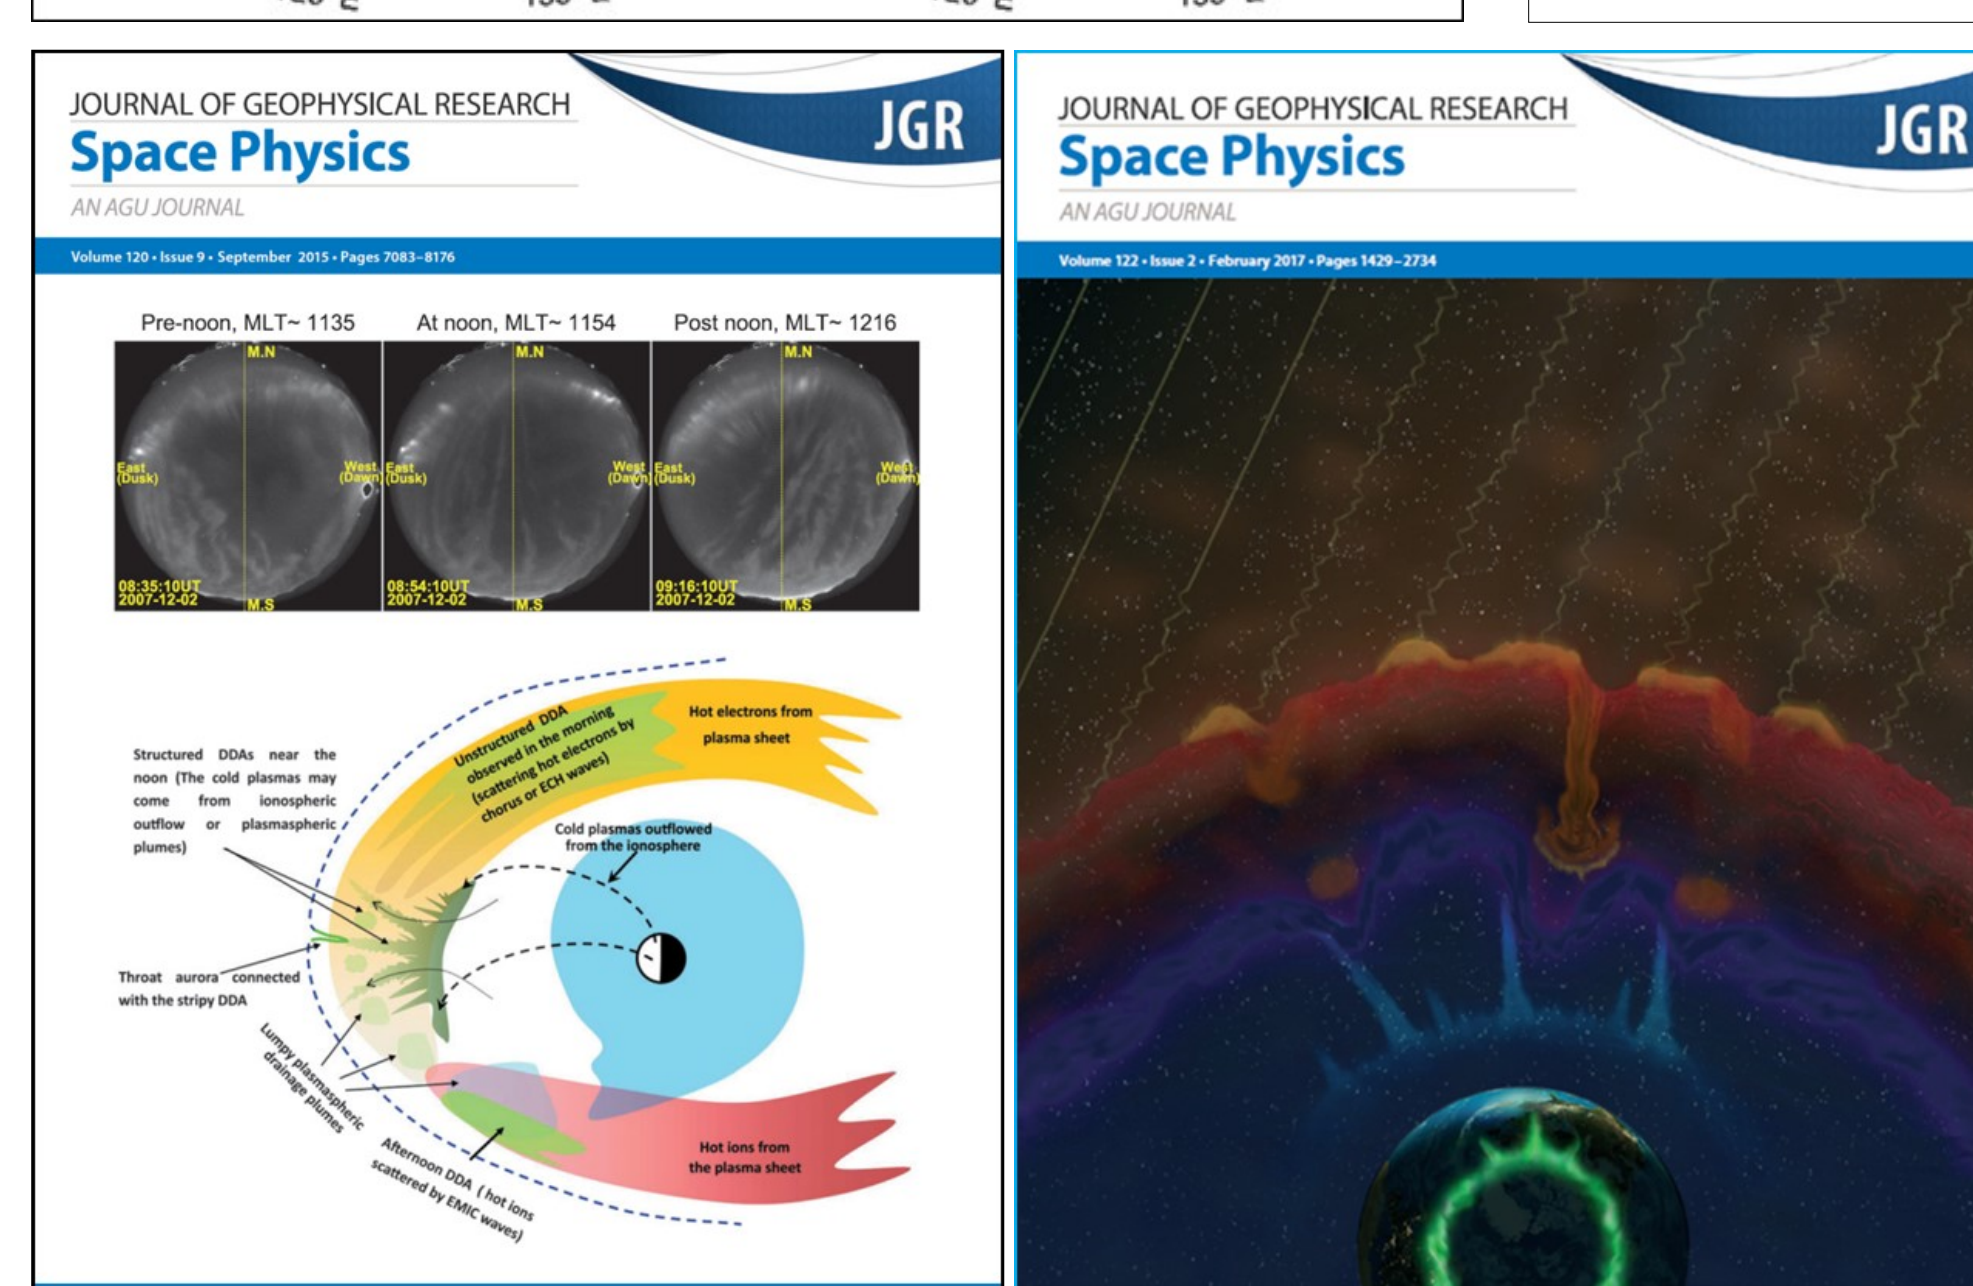 JOURNAL OF GEOPHYSICAL RESEARCH
Space Physics
AN AGU JOURNAL
JGR
Volume 120 • Issue 9 • September 2015 • Pages 7083–8176
Pre-noon, MLT~ 1135
At noon, MLT~ 1154
Post noon, MLT~ 1216
M.N
East
(Dusk)
West
(Dawn)
08:35:10UT
2007-12-02
M.S
M.N
East
(Dusk)
West
(Dawn)
08:54:10UT
2007-12-02
M.S
M.N
East
(Dusk)
West
(Dawn)
09:16:10UT
2007-12-02
M.S
Unstructured DDA
observed in the morning
(scattering hot electrons by
chorus or ECH waves)
Hot electrons from
plasma sheet
Structured DDAs near the
noon (The cold plasmas may
come from ionospheric
outflow or plasmaspheric
plumes)
Cold plasmas outflowed
from the ionosphere
Throat aurora connected
with the stripy DDA
Lumpy plasmaspheric
drainage plumes
Afternoon DDA ( hot ions
scattered by EMIC waves)
Hot ions from
the plasma sheet
JOURNAL OF GEOPHYSICAL RESEARCH
Space Physics
AN AGU JOURNAL
JGR
Volume 122 • Issue 2 • February 2017 • Pages 1429–2734